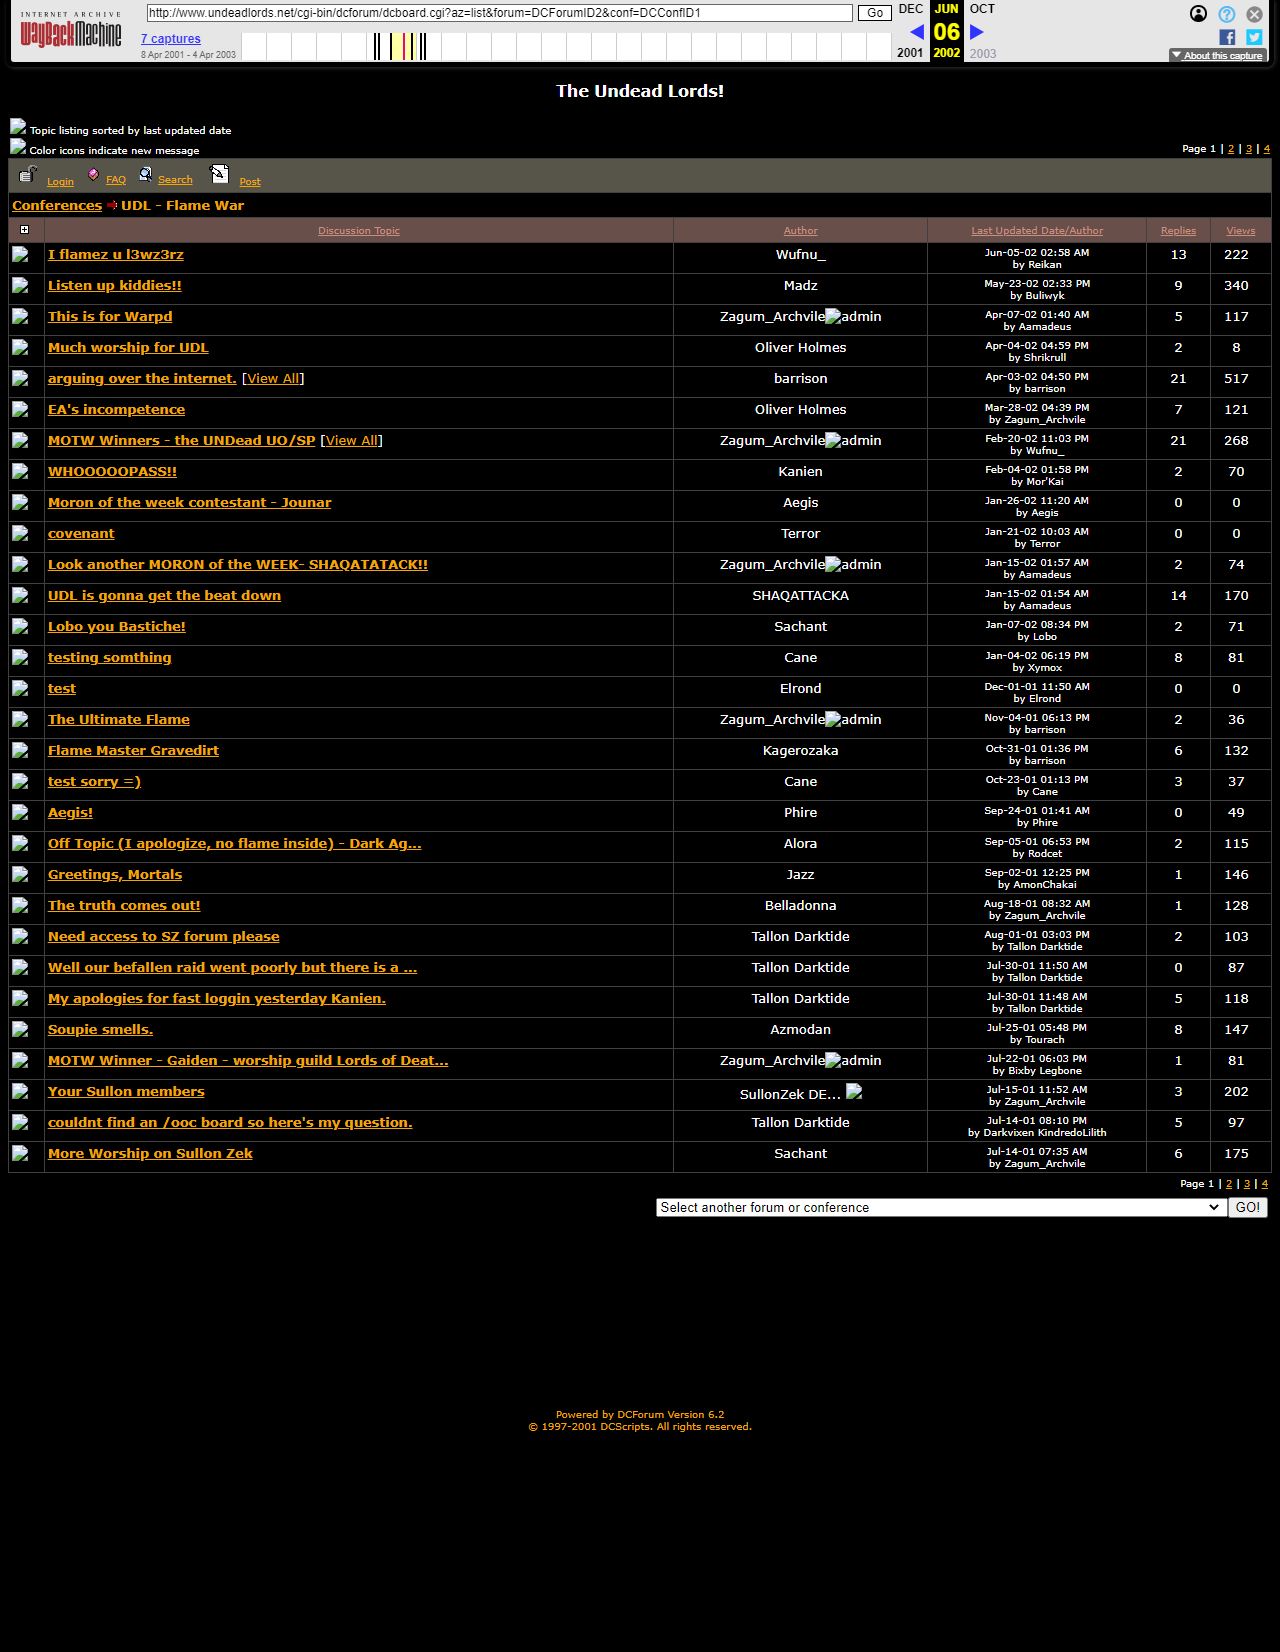 INTERNET ARCHIVE
WayBackMachine
http://www.undeadlords.net/cgi-bin/dcforum/dcboard.cgi?az=list&forum=DCForumID2&conf=DCConfID1
Go
DEC JUN OCT
7 captures
06
8 Apr 2001 - 4 Apr 2003
2001 2002 2003
About this capture
The Undead Lords!
Topic listing sorted by last updated date
Color icons indicate new message
Page 1 | 2 | 3 | 4
Login FAQ Search Post
Conferences UDL - Flame War
Discussion Topic Author Last Updated Date/Author Replies Views
I flamez u l3wz3rz Wufnu_ Jun-05-02 02:58 AM 13 222
by Reikan
Listen up kiddies!! Madz May-23-02 02:33 PM 9 340
by Buliwyk
This is for Warpd Zagum_Archvile admin Apr-07-02 01:40 AM 5 117
by Aamadeus
Much worship for UDL Oliver Holmes Apr-04-02 04:59 PM 2 8
by Shrikrull
arguing over the internet. [View All] barrison Apr-03-02 04:50 PM 21 517
by barrison
EA's incompetence Oliver Holmes Mar-28-02 04:39 PM 7 121
by Zagum_Archvile
MOTW Winners - the UNDead UO/SP [View All] Zagum_Archvile admin Feb-20-02 11:03 PM 21 268
by Wufnu_
WHOOOOOPASS!! Kanien Feb-04-02 01:58 PM 2 70
by Mor'Kai
Moron of the week contestant - Jounar Aegis Jan-26-02 11:20 AM 0 0
by Aegis
covenant Terror Jan-21-02 10:03 AM 0 0
by Terror
Look another MORON of the WEEK- SHAQATATACK!! Zagum_Archvile admin Jan-15-02 01:57 AM 2 74
by Aamadeus
UDL is gonna get the beat down SHAQATTACKA Jan-15-02 01:54 AM 14 170
by Aamadeus
Lobo you Bastiche! Sachant Jan-07-02 08:34 PM 2 71
by Lobo
testing somthing Cane Jan-04-02 06:19 PM 8 81
by Xymox
test Elrond Dec-01-01 11:50 AM 0 0
by Elrond
The Ultimate Flame Zagum_Archvile admin Nov-04-01 06:13 PM 2 36
by barrison
Flame Master Gravedirt Kagerozaka Oct-31-01 01:36 PM 6 132
by barrison
test sorry =) Cane Oct-23-01 01:13 PM 3 37
by Cane
Aegis! Phire Sep-24-01 01:41 AM 0 49
by Phire
Off Topic (I apologize, no flame inside) - Dark Ag... Alora Sep-05-01 06:53 PM 2 115
by Rodcet
Greetings, Mortals Jazz Sep-02-01 12:25 PM 1 146
by AmonChakai
The truth comes out! Belladonna Aug-18-01 08:32 AM 1 128
by Zagum_Archvile
Need access to SZ forum please Tallon Darktide Aug-01-01 03:03 PM 2 103
by Tallon Darktide
Well our befallen raid went poorly but there is a ... Tallon Darktide Jul-30-01 11:50 AM 0 87
by Tallon Darktide
My apologies for fast loggin yesterday Kanien. Tallon Darktide Jul-30-01 11:48 AM 5 118
by Tallon Darktide
Soupie smells. Azmodan Jul-25-01 05:48 PM 8 147
by Tourach
MOTW Winner - Gaiden - worship guild Lords of Deat... Zagum_Archvile admin Jul-22-01 06:03 PM 1 81
by Bixby Legbone
Your Sullon members SullonZek DE... Jul-15-01 11:52 AM 3 202
by Zagum_Archvile
couldnt find an /ooc board so here's my question. Tallon Darktide Jul-14-01 08:10 PM 5 97
by Darkvixen KindredoLilith
More Worship on Sullon Zek Sachant Jul-14-01 07:35 AM 6 175
by Zagum_Archvile
Page 1 | 2 | 3 | 4
Select another forum or conference GO!
Powered by DCForum Version 6.2
© 1997-2001 DCScripts. All rights reserved.